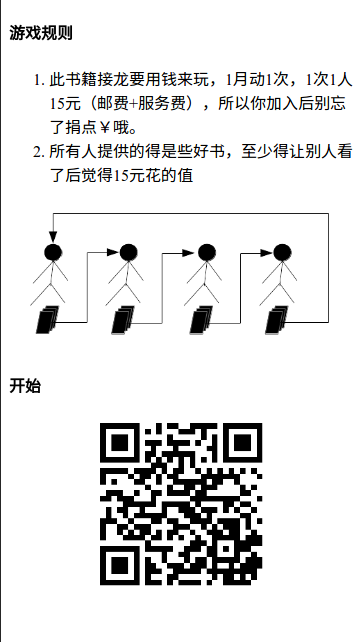 游戏规则
1. 此书籍接龙要用钱来玩，1月动1次，1次1人
15元（邮费+服务费），所以你加入后别忘
了捐点￥哦。
2. 所有人提供的得是些好书，至少得让别人看
了后觉得15元花的值
开始